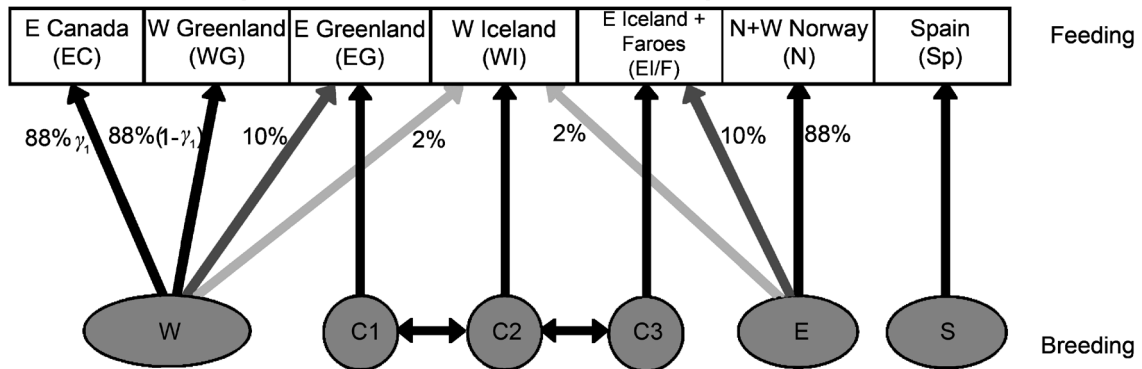 E Canada
(EC)
W Greenland
(WG)
E Greenland
(EG)
W Iceland
(WI)
E Iceland +
Faroes
(EI/F)
N+W Norway
(N)
Spain
(Sp)
Feeding
88% γ₁
88%(1-γ₁)
10%
2%
2%
10%
88%
W
C1
C2
C3
E
S
Breeding